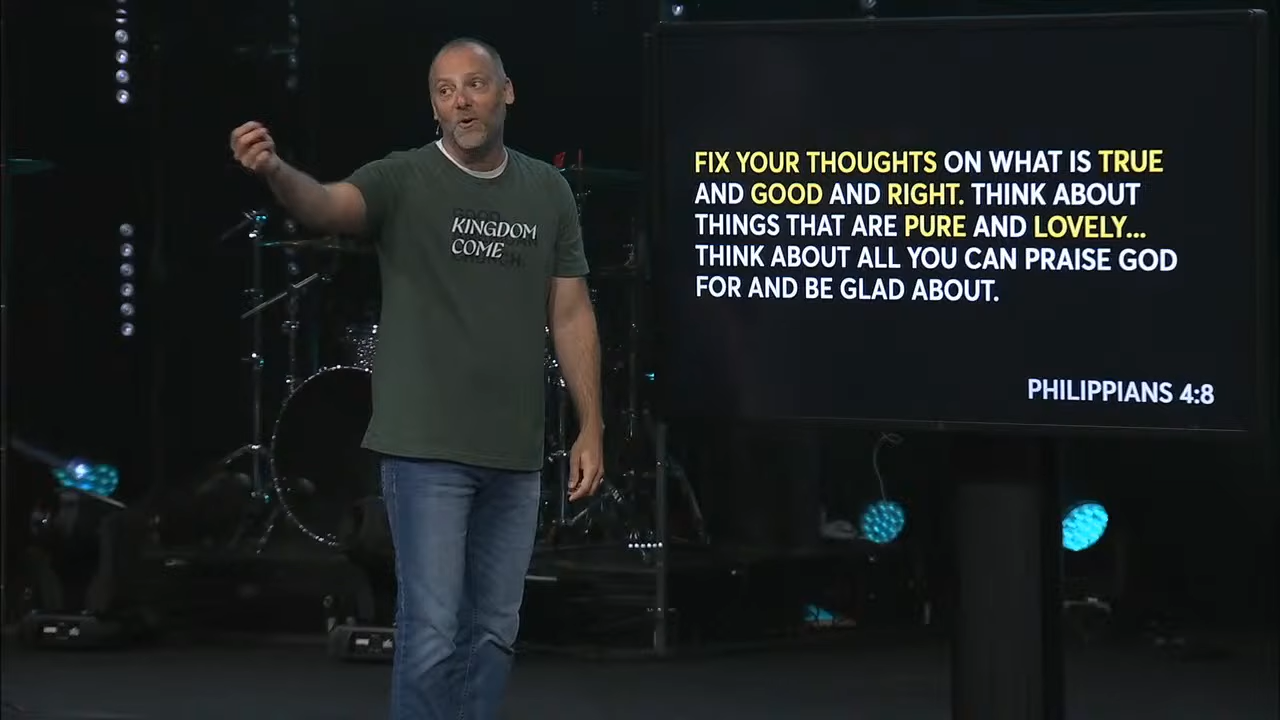 KINGDOM
COME
FIX YOUR THOUGHTS ON WHAT IS TRUE
AND GOOD AND RIGHT. THINK ABOUT
THINGS THAT ARE PURE AND LOVELY...
THINK ABOUT ALL YOU CAN PRAISE GOD
FOR AND BE GLAD ABOUT.
PHILIPPIANS 4:8